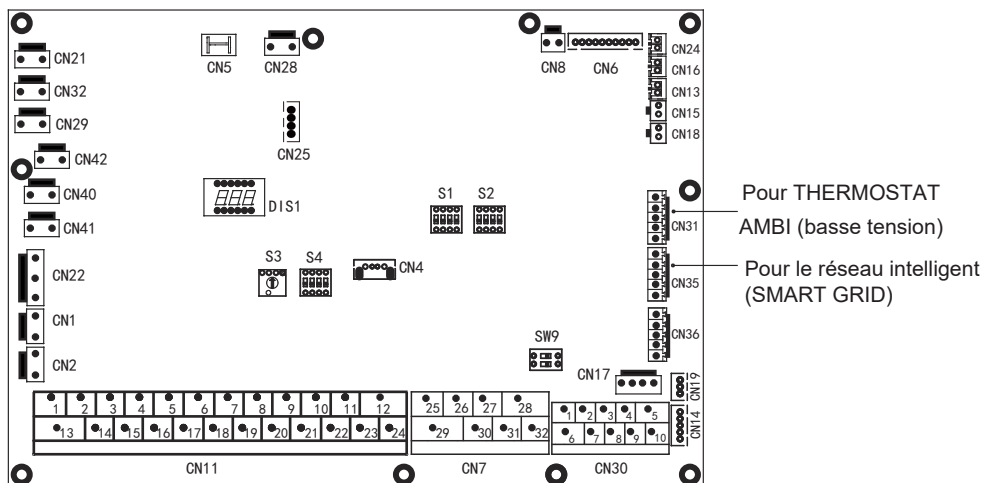 CN21
CN32
CN29
CN42
CN40
CN41
CN22
CN1
CN2
CN5
CN28
CN25
DIS1
S1 S2
S3 S4
CN4
CN8 CN6
CN24
CN16
CN13
CN15
CN18
CN31
CN35
CN36
Pour THERMOSTAT
AMBI (basse tension)
Pour le réseau intelligent
(SMART GRID)
SW9
CN17
CN19
CN14
1 2 3 4 5 6 7 8 9 10 11 12
13 14 15 16 17 18 19 20 21 22 23 24
CN11
25 26 27 28
29 30 31 32
CN7
1 2 3 4 5
6 7 8 9 10
CN30